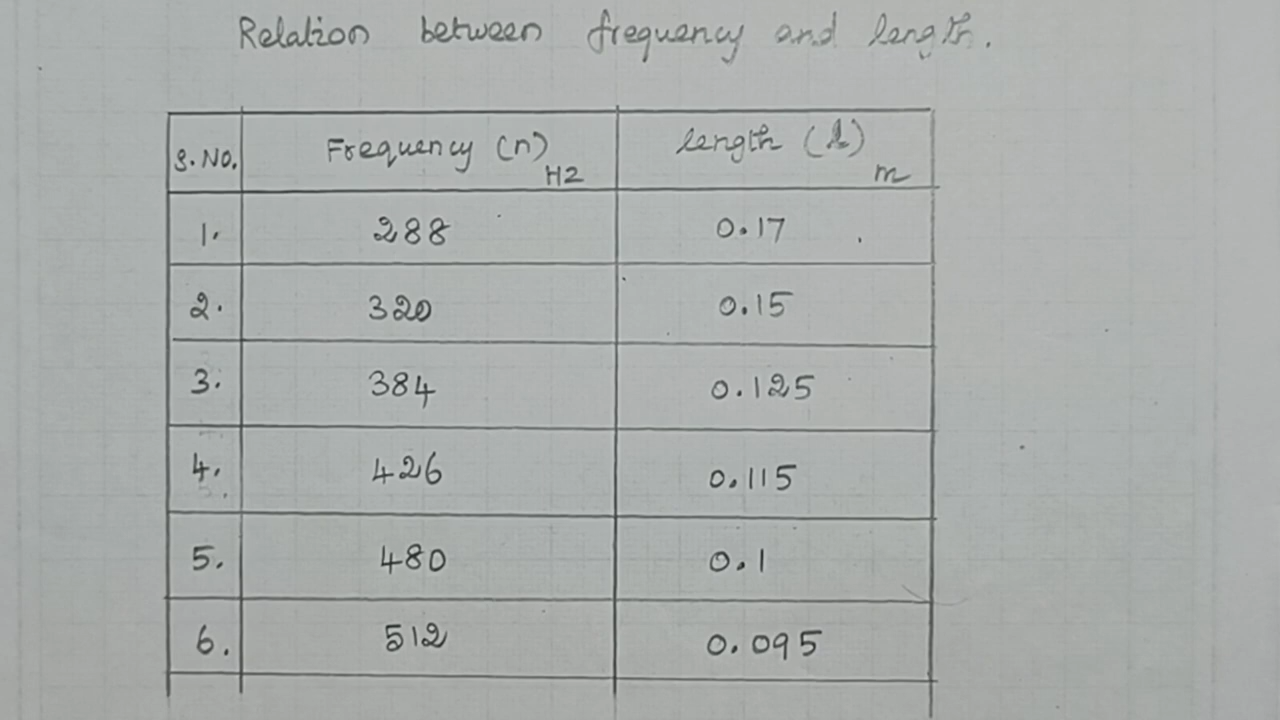 Relation between frequency and length.
S.No. Frequency (n) Hz length (l) m
1. 288 0.17
2. 320 0.15
3. 384 0.125
4. 426 0.115
5. 480 0.1
6. 512 0.095